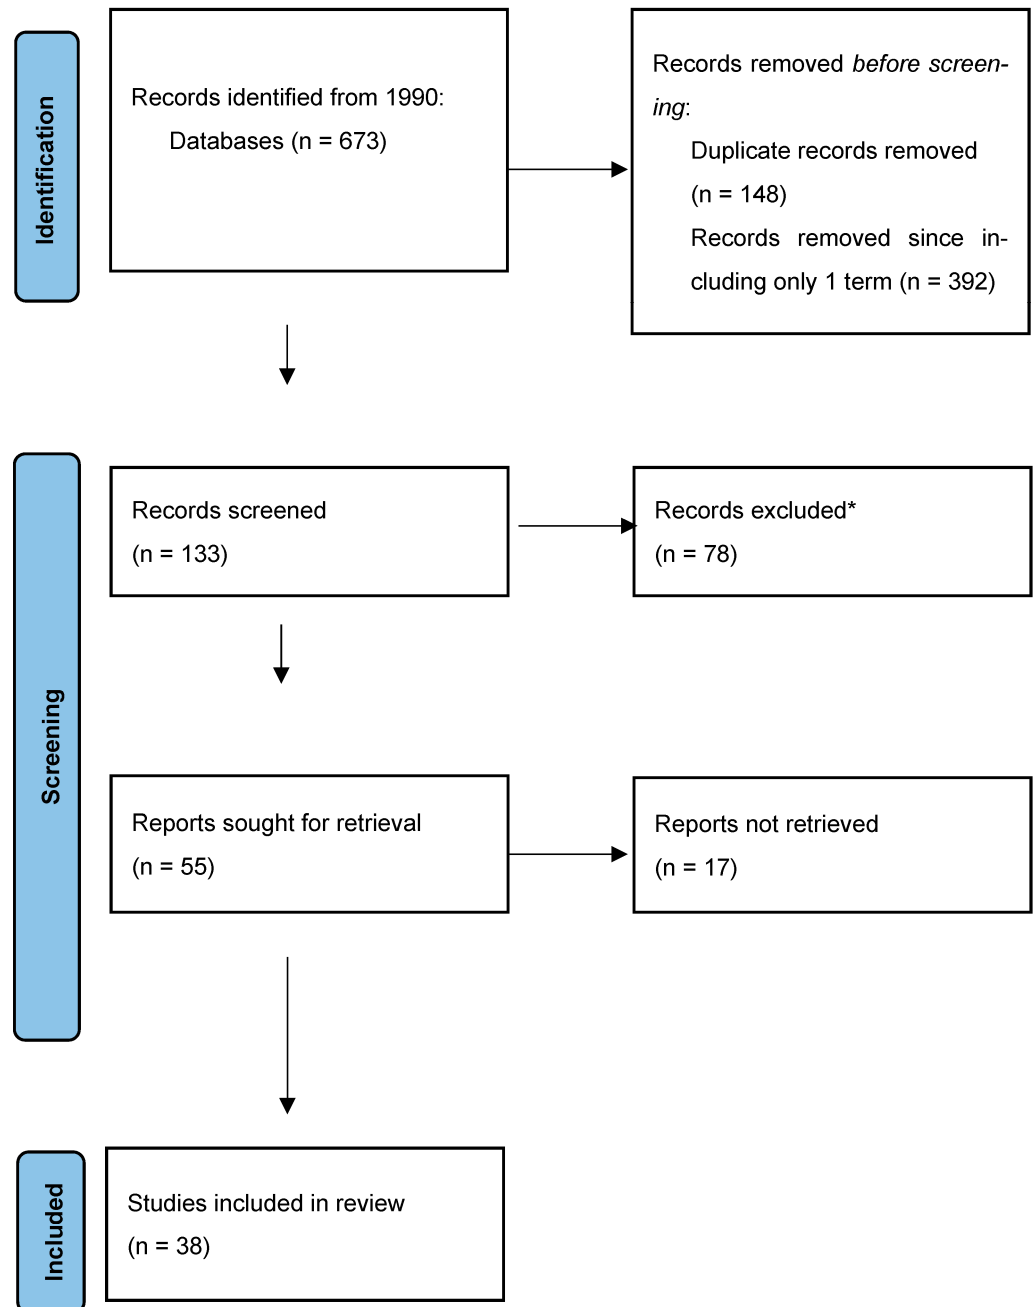 Identification
Records identified from 1990:
Databases (n = 673)
Records removed before screen-
ing:
Duplicate records removed
(n = 148)
Records removed since in-
cluding only 1 term (n = 392)
Screening
Records screened
(n = 133)
Records excluded*
(n = 78)
Reports sought for retrieval
(n = 55)
Reports not retrieved
(n = 17)
Included
Studies included in review
(n = 38)